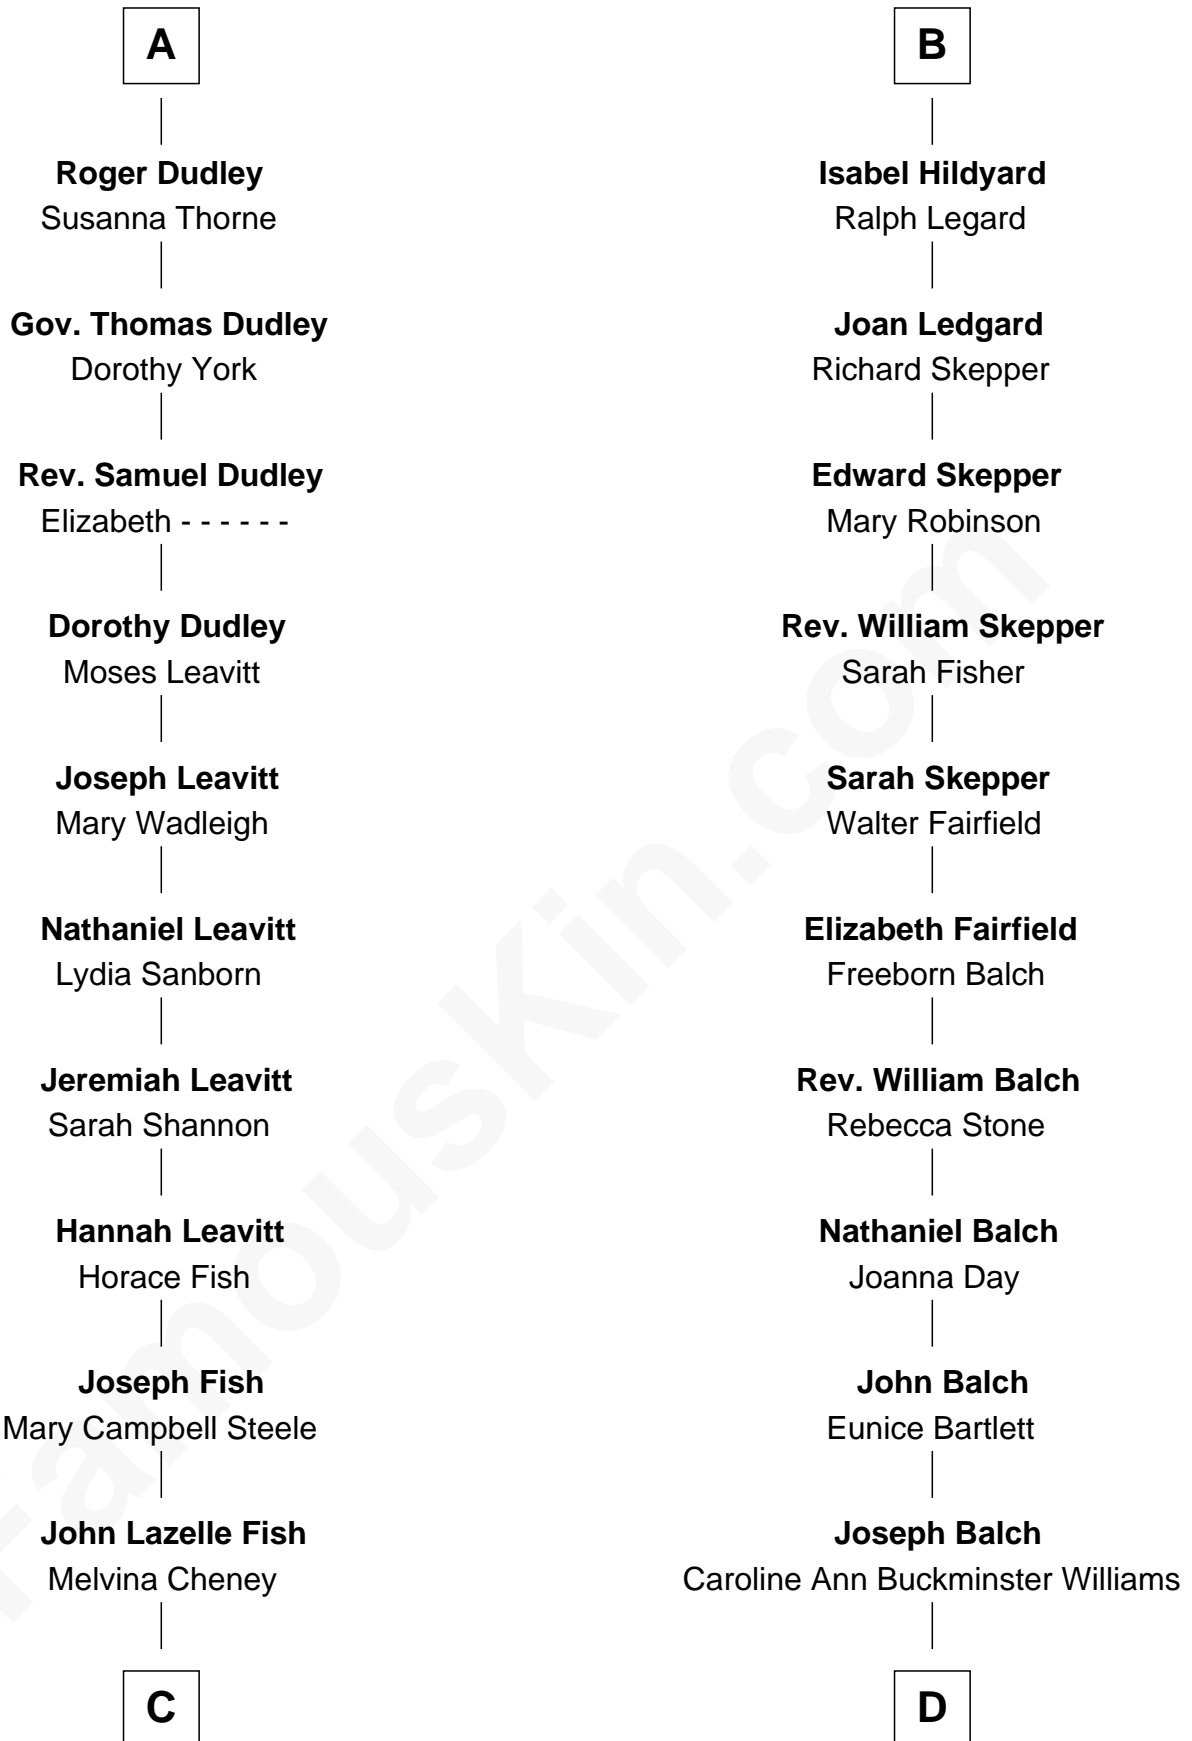 A
Roger Dudley
Susanna Thorne
Gov. Thomas Dudley
Dorothy York
Rev. Samuel Dudley
Elizabeth - - - - - -
Dorothy Dudley
Moses Leavitt
Joseph Leavitt
Mary Wadleigh
Nathaniel Leavitt
Lydia Sanborn
Jeremiah Leavitt
Sarah Shannon
Hannah Leavitt
Horace Fish
Joseph Fish
Mary Campbell Steele
John Lazelle Fish
Melvina Cheney
C
B
Isabel Hildyard
Ralph Legard
Joan Ledgard
Richard Skepper
Edward Skepper
Mary Robinson
Rev. William Skepper
Sarah Fisher
Sarah Skepper
Walter Fairfield
Elizabeth Fairfield
Freeborn Balch
Rev. William Balch
Rebecca Stone
Nathaniel Balch
Joanna Day
John Balch
Eunice Bartlett
Joseph Balch
Caroline Ann Buckminster Williams
D
FamousKin.com